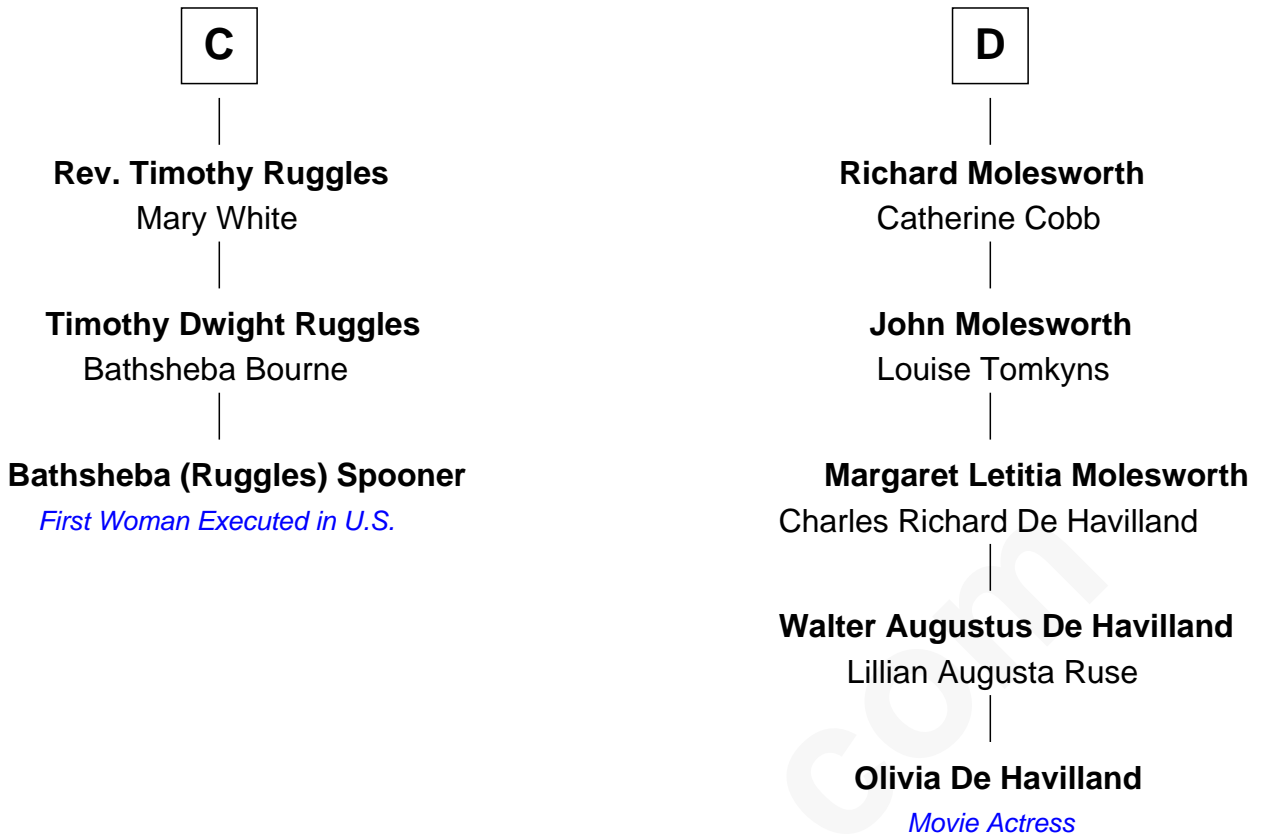 C
Rev. Timothy Ruggles
Mary White
Timothy Dwight Ruggles
Bathsheba Bourne
Bathsheba (Ruggles) Spooner
First Woman Executed in U.S.
D
Richard Molesworth
Catherine Cobb
John Molesworth
Louise Tomkyns
Margaret Letitia Molesworth
Charles Richard De Havilland
Walter Augustus De Havilland
Lillian Augusta Ruse
Olivia De Havilland
Movie Actress
com